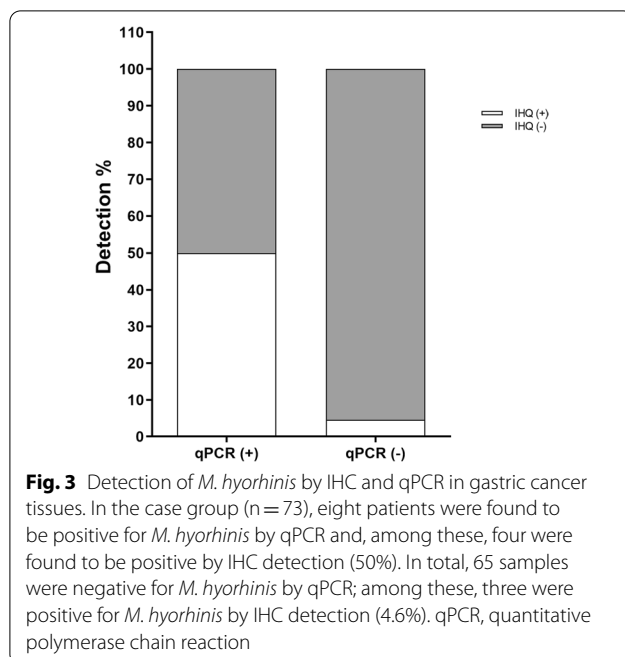 110
100
90
80
70
60
50
40
30
20
10
0
Detection %
qPCR (+)
qPCR (-)
IHQ (+)
IHQ (-)
Fig. 3 Detection of M. hyorhinis by IHC and qPCR in gastric cancer
tissues. In the case group (n = 73), eight patients were found to
be positive for M. hyorhinis by qPCR and, among these, four were
found to be positive by IHC detection (50%). In total, 65 samples
were negative for M. hyorhinis by qPCR; among these, three were
positive for M. hyorhinis by IHC detection (4.6%). qPCR, quantitative
polymerase chain reaction